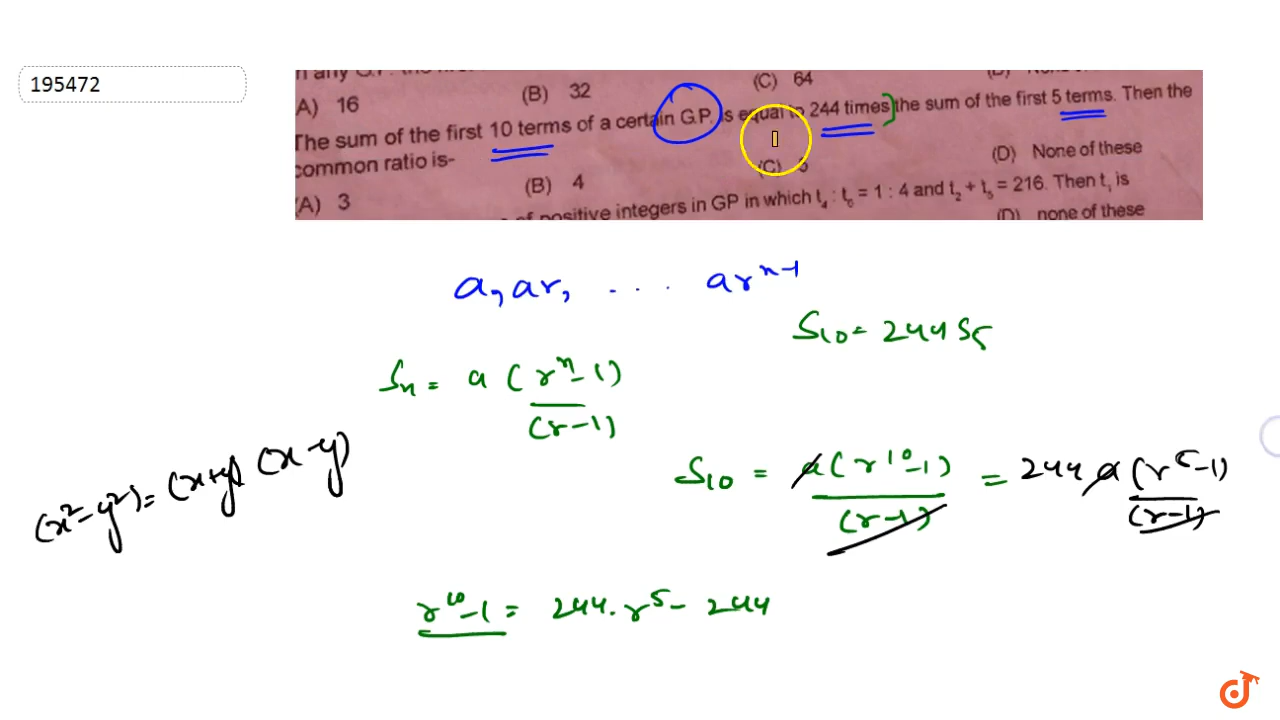 195472
A) 16 (B) 32 (C) 64
The sum of the first 10 terms of a certain G.P. is equal to 244 times the sum of the first 5 terms. Then the
common ratio is-
(A) 3 (B) 4 (C) 5 (D) None of these
of positive integers in GP in which t₄ : t₆ = 1 : 4 and t₂ + t₅ = 216. Then t₁ is
(D) none of these
a, ar, .... arⁿ⁻¹
S₁₀ = 244 S₅
Sₙ = a (rⁿ-1)
(r-1)
(x²-y²) = (x+y) (x-y)
S₁₀ = a(r¹⁰-1) = 244 a (r⁵-1)
(r-1) (r-1)
r¹⁰-1 = 244. r⁵ - 244